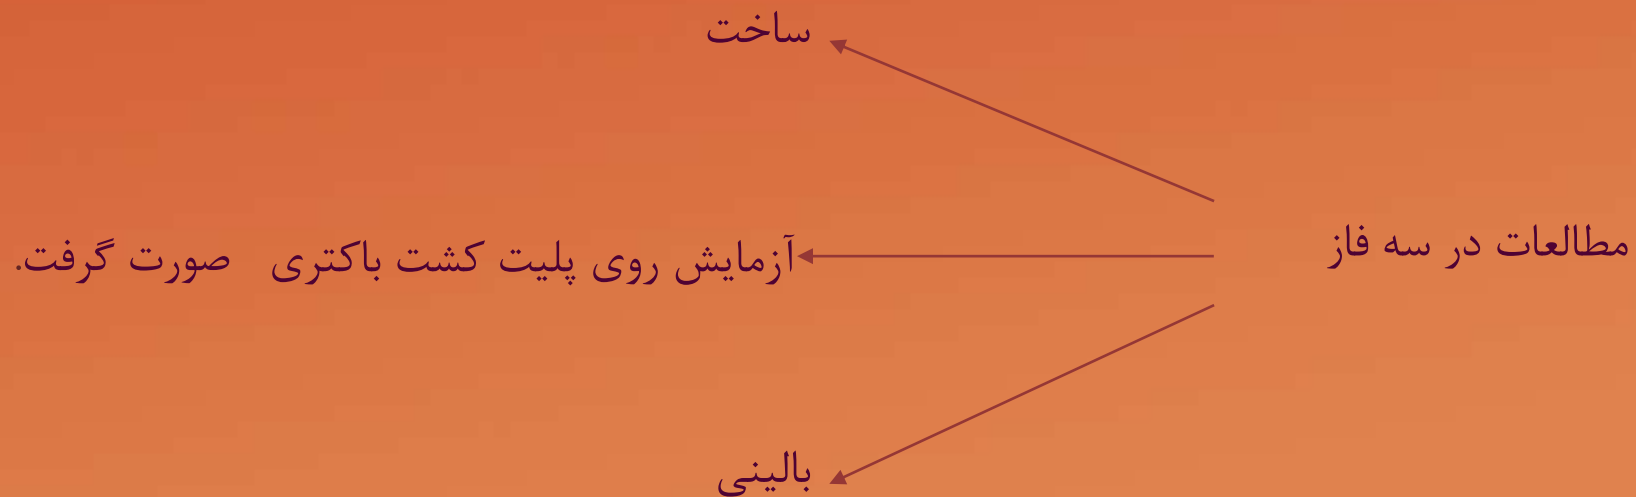 ساخت
مطالعات در سه فاز
آزمایش روی پلیت کشت باکتری صورت گرفت.
بالینی